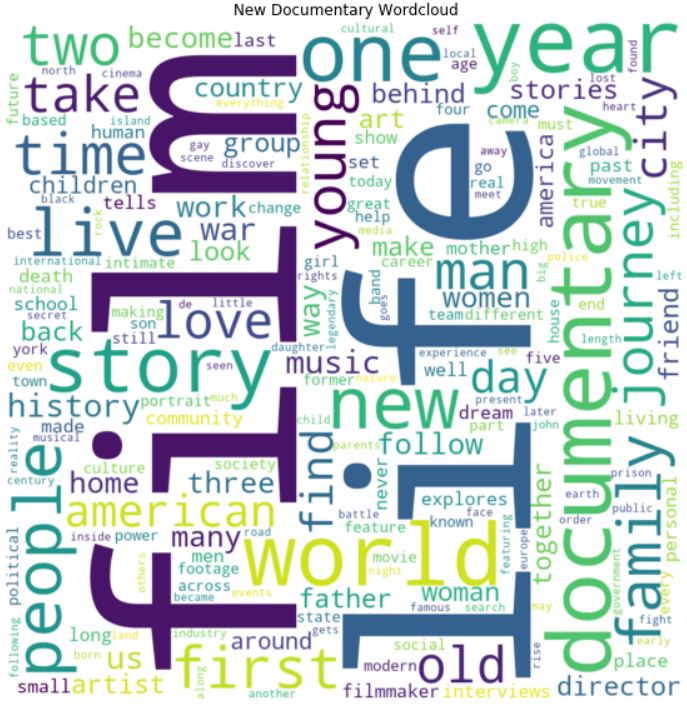 New Documentary Wordcloud
two
become
last
one
year
cultural
self
local
age
boy
found
north
cinema
take
country
everything
behind
stories
lost
heart
future
based
island
human
group
young
art
four
come
camera
must
global
movement
city
time
gay
scene
discover
relationship
show
set
go
real
meet
away
america
past
true
including
children
black
tells
rock
work
change
today
great
help
media
best
live
war
look
make
mother
high
big
police
international
intimate
career
man
house
end
journey
left
death
national
school
secret
girl
rights
way
legendary
band
goes
women
team
different
length
friend
making
son
still
de
little
love
back
york
even
town
story
seen
daughter
music
former
nature
experience
see
well
five
day
documentary
film
life
history
made
musical
portrait
much
community
child
new
dream
part
present
later
john
living
reality
century
culture
society
parents
find
follow
never
home
three
battle
explores
known
face
together
earth
order
prison
public
personal
people
american
inside
power
many
road
feature
movie
night
world
featuring
europe
family
every
government
fight
early
political
men
footage
across
became
others
events
father
woman
famous
search
may
following
long
land
born
us
industry
around
state
gets
social
modern
old
rise
place
small
artist
along
first
another
filmmaker
interviews
director